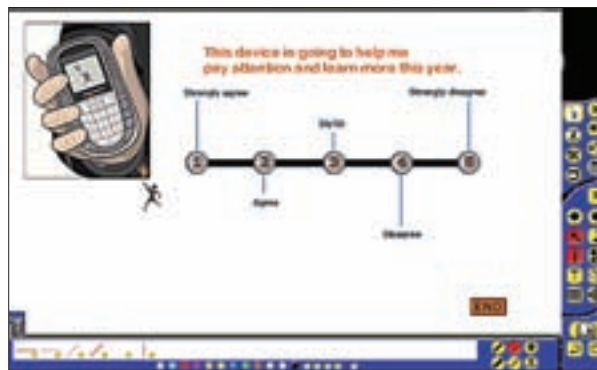 This device is going to help me
pay attention and learn more this year.
Strongly agree
Strongly disagree
1
2
3
4
5
Agree
Disagree
END